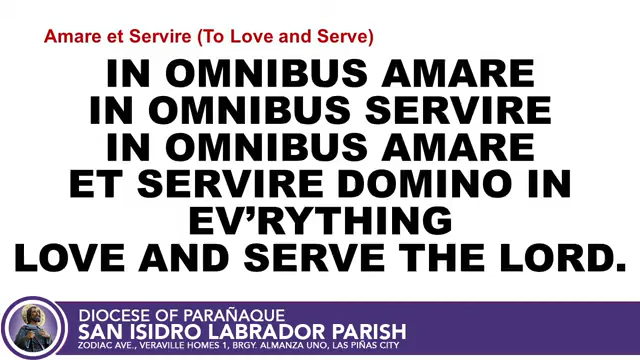 Amare et Servire (To Love and Serve)
IN OMNIBUS AMARE
IN OMNIBUS SERVIRE
IN OMNIBUS AMARE
ET SERVIRE DOMINO IN
EV’RYTHING
LOVE AND SERVE THE LORD.
DIOCESE OF PARAÑAQUE
SAN ISIDRO LABRADOR PARISH
ZODIAC AVE., VERAVILLE HOMES 1, BRGY. ALMANZA UNO, LAS PIÑAS CITY